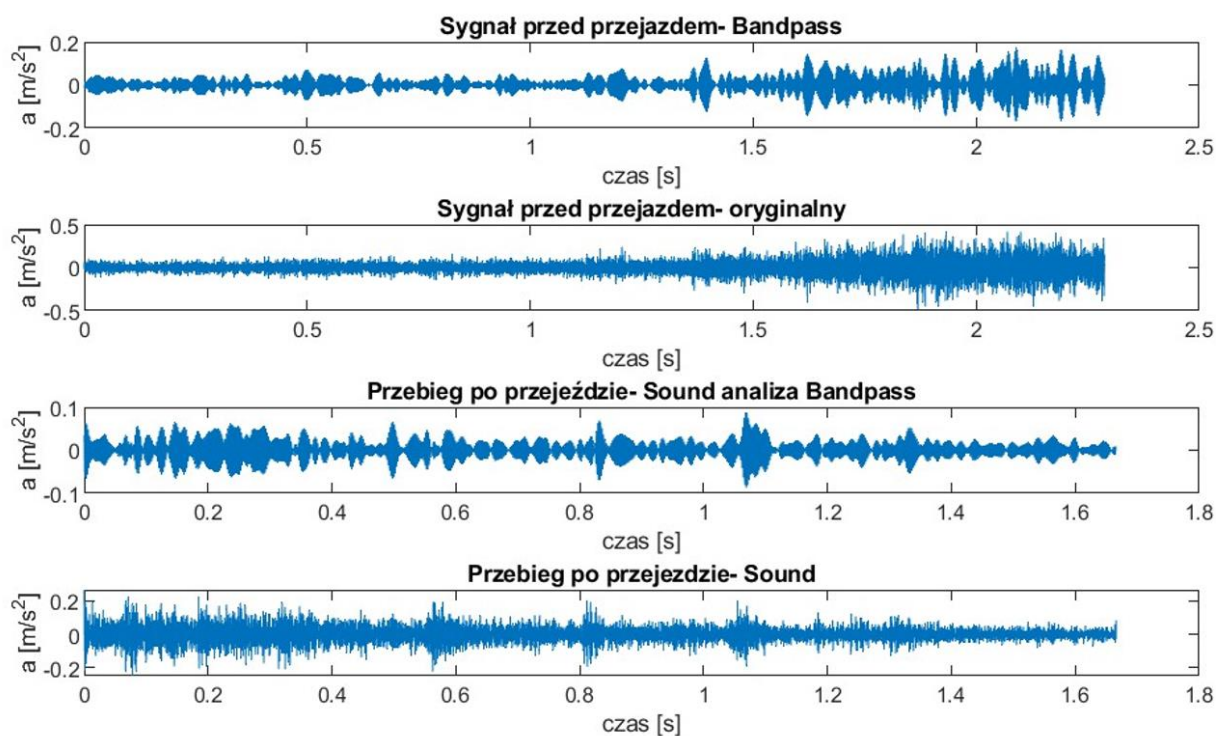 Sygnał przed przejazdem- Bandpass
0.2
0
-0.2
a [m/s²]
0 0.5 1 1.5 2 2.5
czas [s]
Sygnał przed przejazdem- oryginalny
0.5
0
-0.5
a [m/s²]
0 0.5 1 1.5 2 2.5
czas [s]
Przebieg po przejeździe- Sound analiza Bandpass
0.1
0
-0.1
a [m/s²]
0 0.2 0.4 0.6 0.8 1 1.2 1.4 1.6 1.8
czas [s]
Przebieg po przejezdzie- Sound
0.2
0
-0.2
a [m/s²]
0 0.2 0.4 0.6 0.8 1 1.2 1.4 1.6 1.8
czas [s]